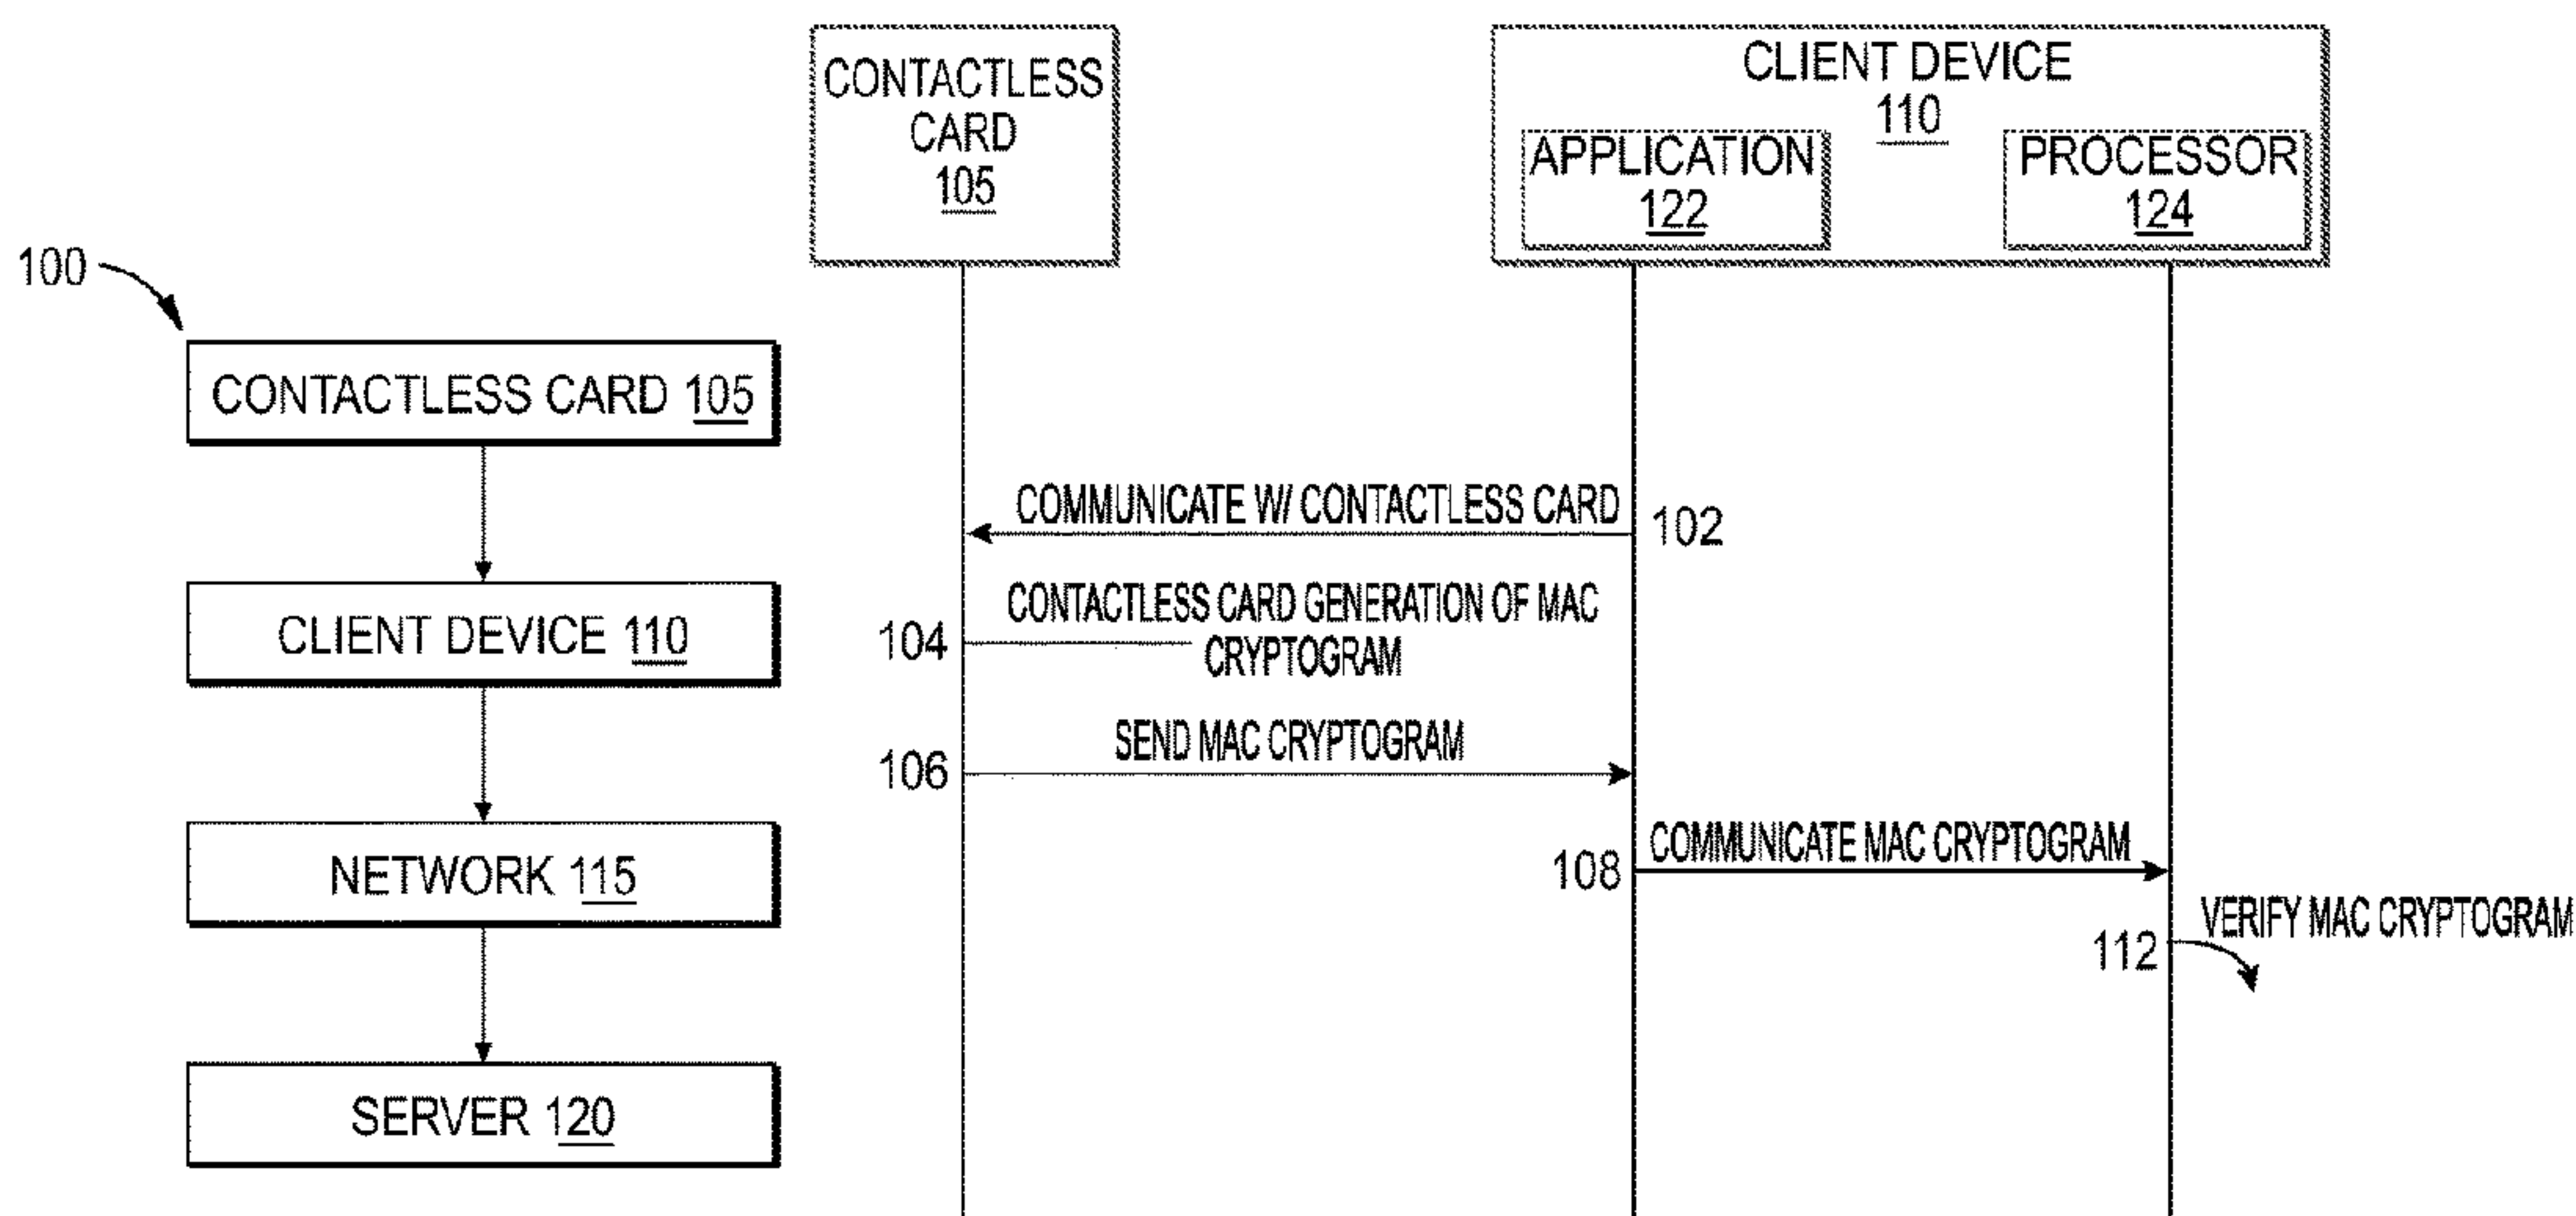 100
CONTACTLESS CARD 105
CLIENT DEVICE 110
NETWORK 115
SERVER 120
CONTACTLESS
CARD
105
CLIENT DEVICE
110
APPLICATION
122
PROCESSOR
124
COMMUNICATE W/ CONTACTLESS CARD
102
CONTACTLESS CARD GENERATION OF MAC
104
CRYPTOGRAM
SEND MAC CRYPTOGRAM
106
COMMUNICATE MAC CRYPTOGRAM
108
VERIFY MAC CRYPTOGRAM
112